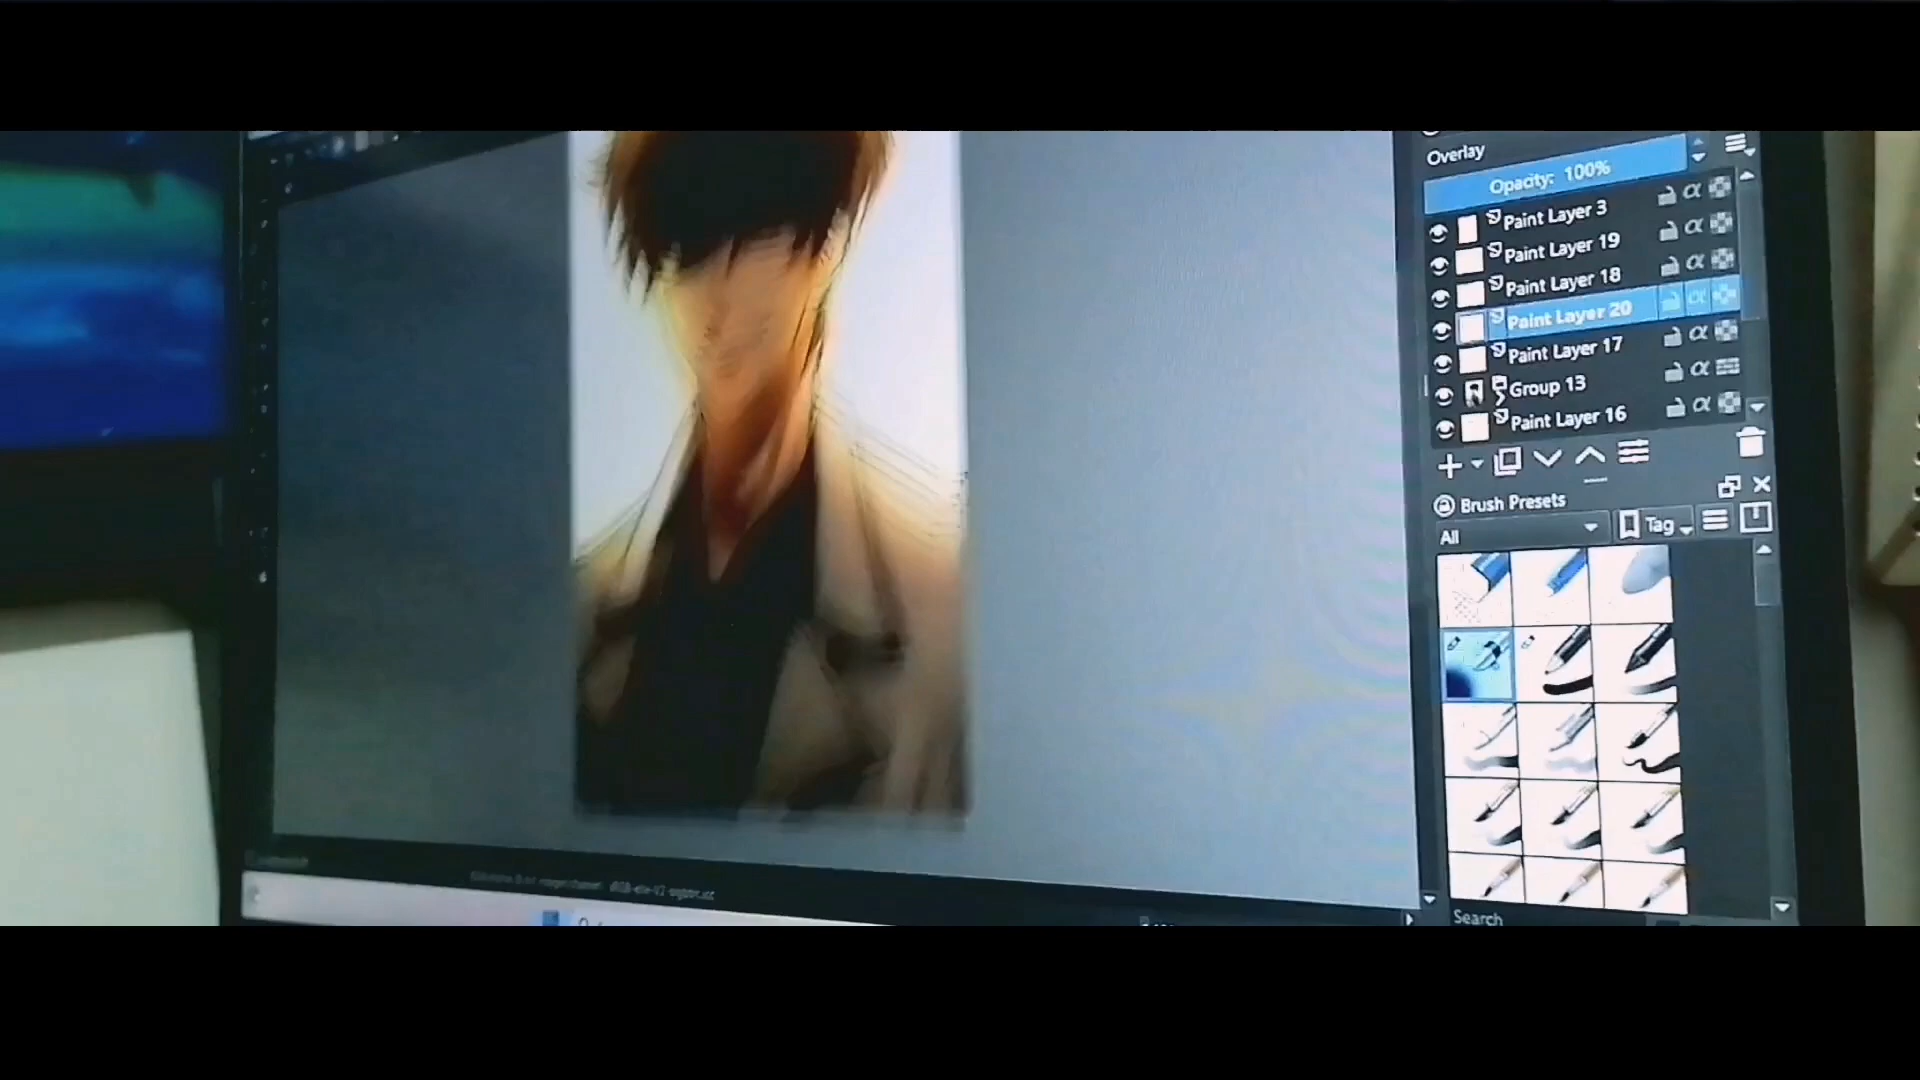 Overlay
Opacity: 100%
Paint Layer 3
Paint Layer 19
Paint Layer 18
Paint Layer 20
Paint Layer 17
Group 13
Paint Layer 16
Brush Presets
All
Tag
Search